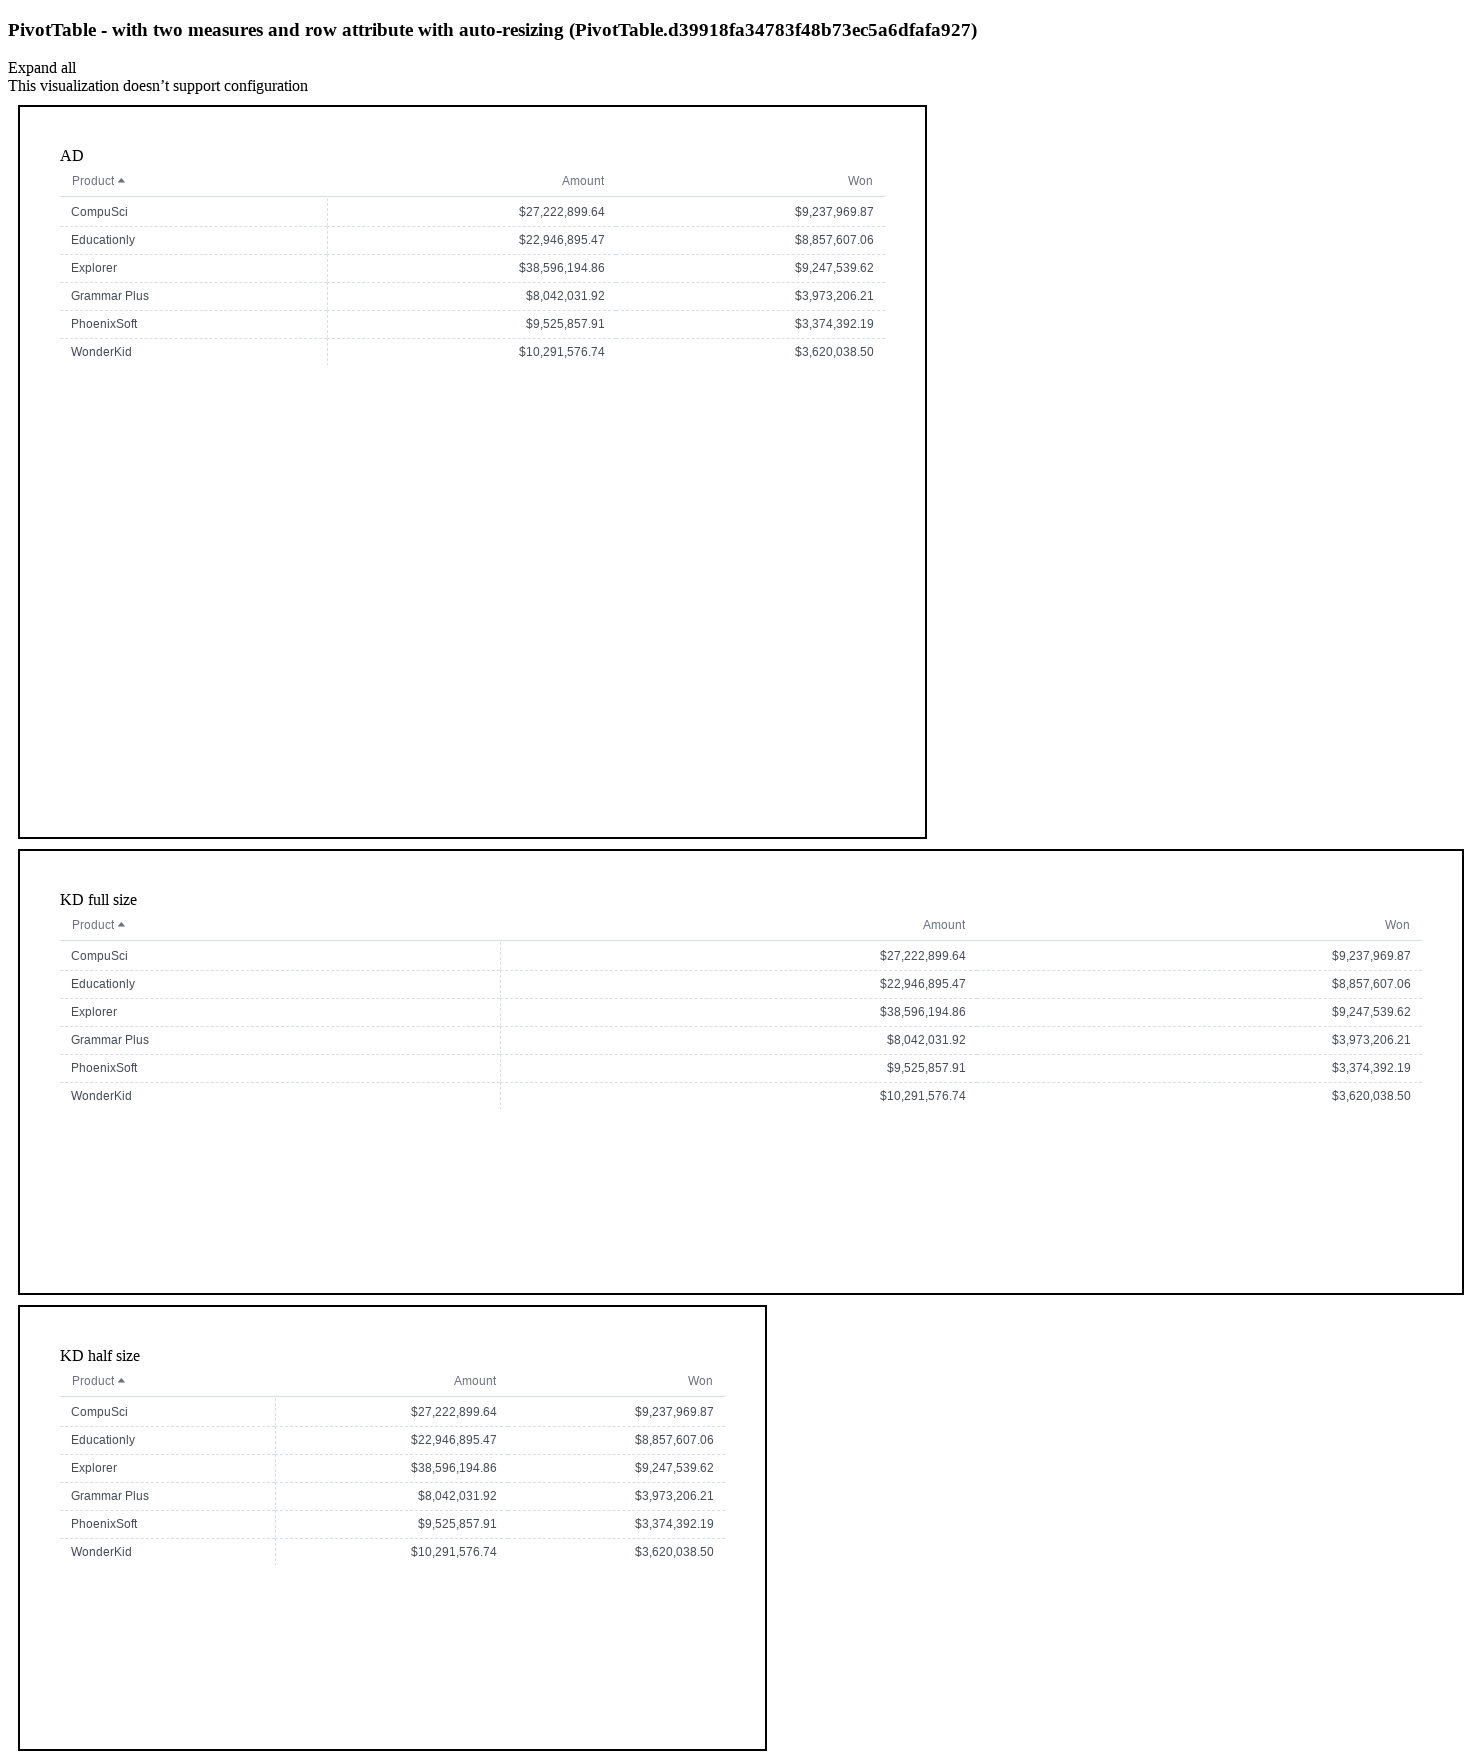 PivotTable - with two measures and row attribute with auto-resizing (PivotTable.d39918fa34783f48b73ec5a6dfafa927)
Expand all
This visualization doesn’t support configuration
AD
Product Amount Won
CompuSci $27,222,899.64 $9,237,969.87
Educationly $22,946,895.47 $8,857,607.06
Explorer $38,596,194.86 $9,247,539.62
Grammar Plus $8,042,031.92 $3,973,206.21
PhoenixSoft $9,525,857.91 $3,374,392.19
WonderKid $10,291,576.74 $3,620,038.50
KD full size
Product Amount Won
CompuSci $27,222,899.64 $9,237,969.87
Educationly $22,946,895.47 $8,857,607.06
Explorer $38,596,194.86 $9,247,539.62
Grammar Plus $8,042,031.92 $3,973,206.21
PhoenixSoft $9,525,857.91 $3,374,392.19
WonderKid $10,291,576.74 $3,620,038.50
KD half size
Product Amount Won
CompuSci $27,222,899.64 $9,237,969.87
Educationly $22,946,895.47 $8,857,607.06
Explorer $38,596,194.86 $9,247,539.62
Grammar Plus $8,042,031.92 $3,973,206.21
PhoenixSoft $9,525,857.91 $3,374,392.19
WonderKid $10,291,576.74 $3,620,038.50